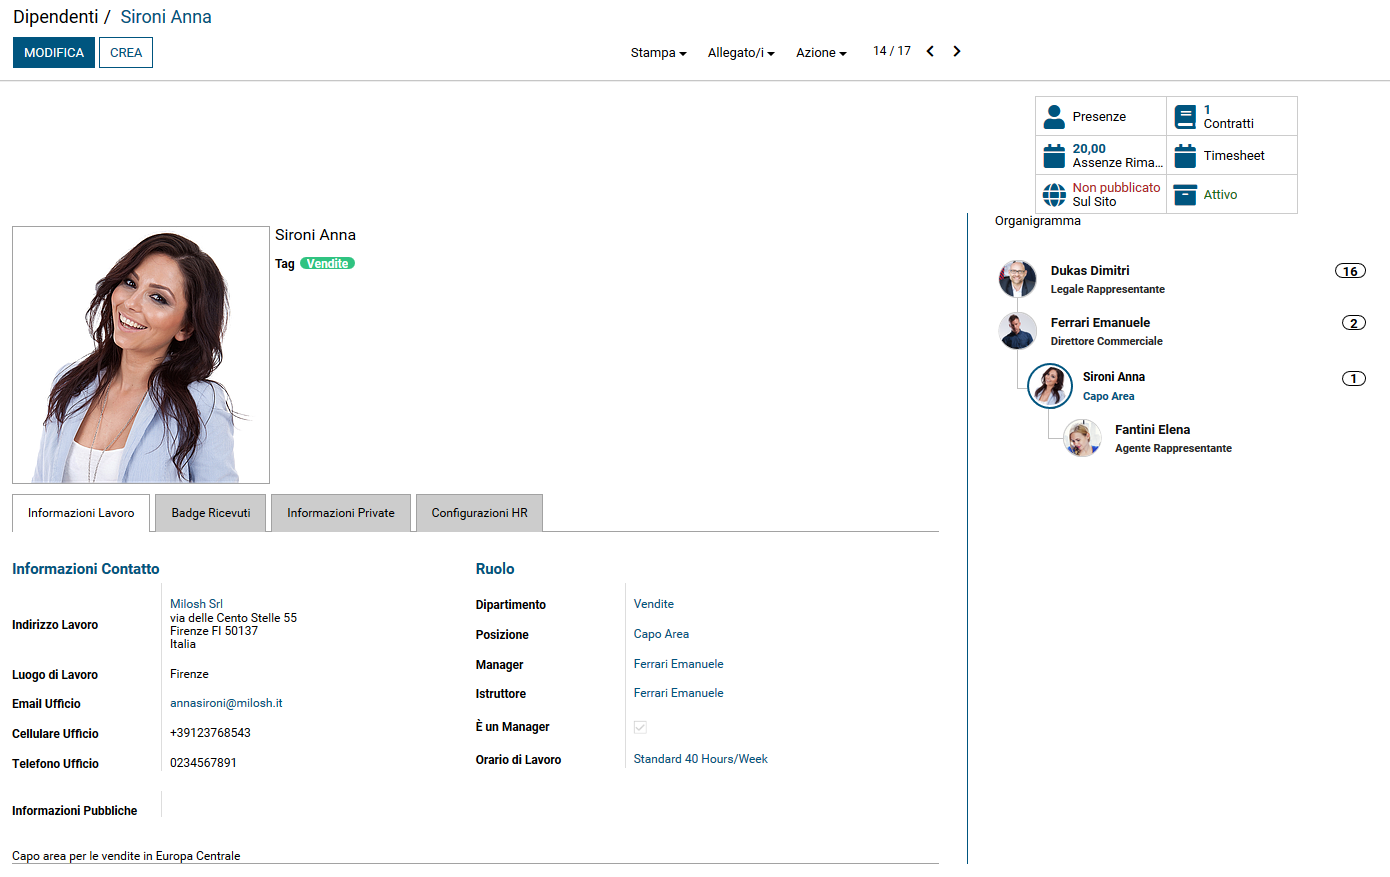 Dipendenti / Sironi Anna
MODIFICA CREA
Stampa Allegato/i Azione 14 / 17
Presenze
1
Contratti
20,00
Assenze Rima...
Timesheet
Non pubblicato
Sul Sito
Attivo
Sironi Anna
Tag Vendite
Organigramma
Dukas Dimitri 16
Legale Rappresentante
Ferrari Emanuele 2
Direttore Commerciale
Sironi Anna 1
Capo Area
Fantini Elena
Agente Rappresentante
Informazioni Lavoro Badge Ricevuti Informazioni Private Configurazioni HR
Informazioni Contatto
Indirizzo Lavoro
Milosh Srl
via delle Cento Stelle 55
Firenze FI 50137
Italia
Luogo di Lavoro Firenze
Email Ufficio annasironi@milosh.it
Cellulare Ufficio +39123768543
Telefono Ufficio 0234567891
Informazioni Pubbliche
Capo area per le vendite in Europa Centrale
Ruolo
Dipartimento Vendite
Posizione Capo Area
Manager Ferrari Emanuele
Istruttore Ferrari Emanuele
È un Manager
Orario di Lavoro Standard 40 Hours/Week